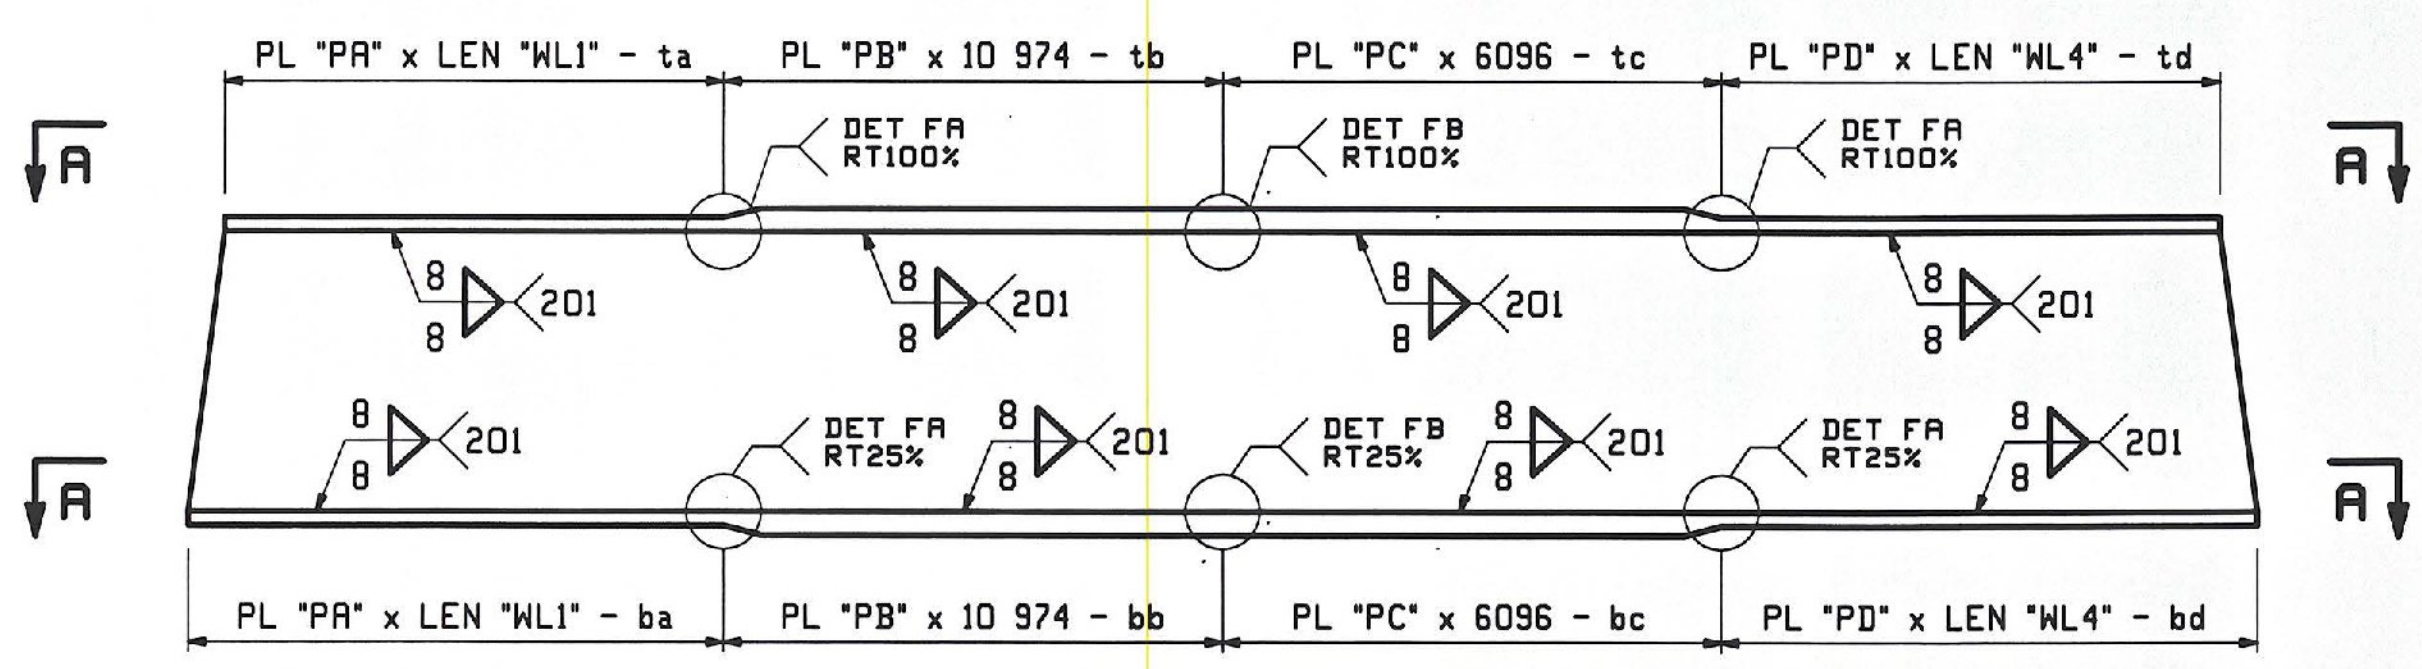 PL "PA" x LEN "WL1" - ta
PL "PB" x 10 974 - tb
PL "PC" x 6096 - tc
PL "PD" x LEN "WL4" - td
A
DET FA
RT100%
DET FB
RT100%
DET FA
RT100%
A
8
8
201
8
8
201
8
8
201
8
8
201
8
8
201
DET FA
RT25%
8
8
201
DET FB
RT25%
8
8
201
DET FA
RT25%
8
8
201
A
A
PL "PA" x LEN "WL1" - ba
PL "PB" x 10 974 - bb
PL "PC" x 6096 - bc
PL "PD" x LEN "WL4" - bd